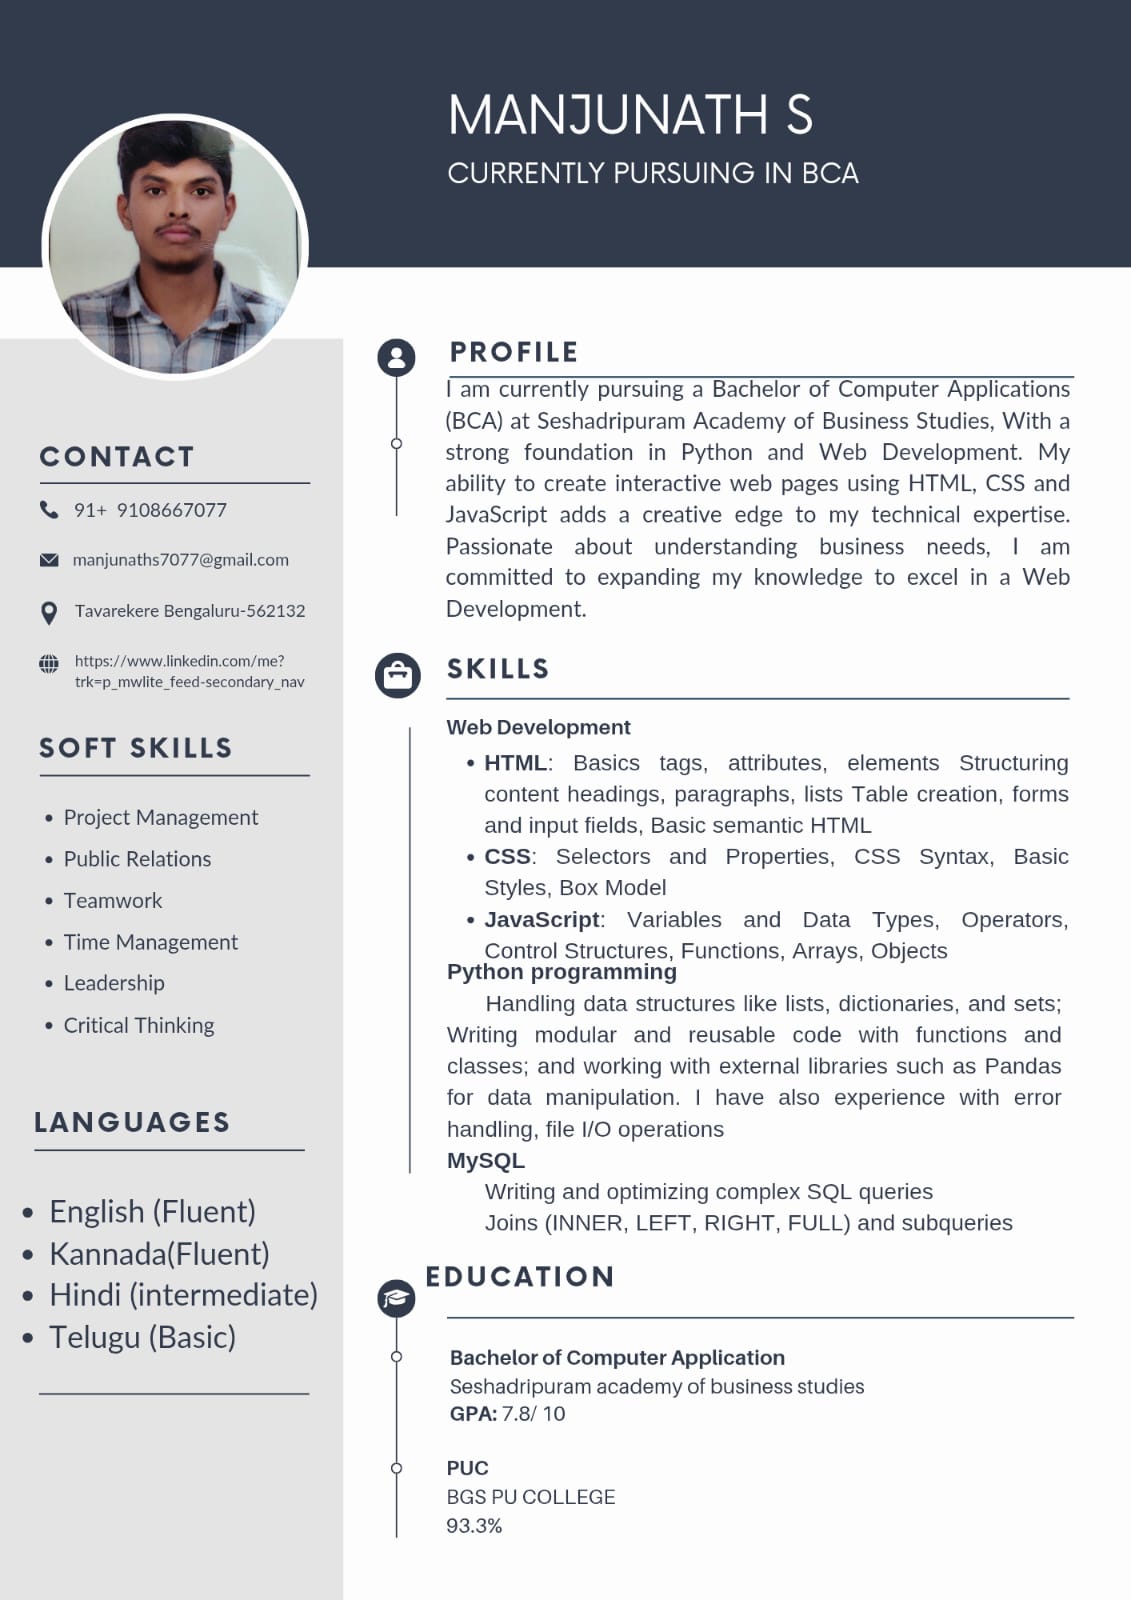 MANJUNATH S
CURRENTLY PURSUING IN BCA
CONTACT
91+ 9108667077
manjunaths7077@gmail.com
Tavarekere Bengaluru-562132
https://www.linkedin.com/me?
trk=p_mwlite_feed-secondary_nav
SOFT SKILLS
• Project Management
• Public Relations
• Teamwork
• Time Management
• Leadership
• Critical Thinking
LANGUAGES
• English (Fluent)
• Kannada(Fluent)
• Hindi (intermediate)
• Telugu (Basic)
PROFILE
I am currently pursuing a Bachelor of Computer Applications
(BCA) at Seshadripuram Academy of Business Studies, With a
strong foundation in Python and Web Development. My
ability to create interactive web pages using HTML, CSS and
JavaScript adds a creative edge to my technical expertise.
Passionate about understanding business needs, I am
committed to expanding my knowledge to excel in a Web
Development.
SKILLS
Web Development
• HTML: Basics tags, attributes, elements Structuring
content headings, paragraphs, lists Table creation, forms
and input fields, Basic semantic HTML
• CSS: Selectors and Properties, CSS Syntax, Basic
Styles, Box Model
• JavaScript: Variables and Data Types, Operators,
Control Structures, Functions, Arrays, Objects
Python programming
Handling data structures like lists, dictionaries, and sets;
Writing modular and reusable code with functions and
classes; and working with external libraries such as Pandas
for data manipulation. I have also experience with error
handling, file I/O operations
MySQL
Writing and optimizing complex SQL queries
Joins (INNER, LEFT, RIGHT, FULL) and subqueries
EDUCATION
Bachelor of Computer Application
Seshadripuram academy of business studies
GPA: 7.8/ 10
PUC
BGS PU COLLEGE
93.3%